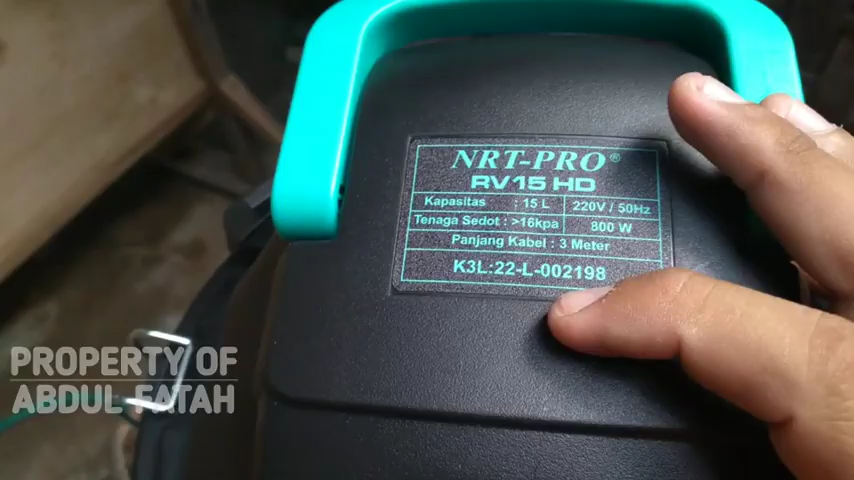 NRT-PRO®
RV15 HD
Kapasitas : 15 L 220V / 50Hz
Tenaga Sedot : >16kpa 800 W
Panjang Kabel : 3 Meter
K3L:22-L-002198
PROPERTY OF
ABDUL FATAH